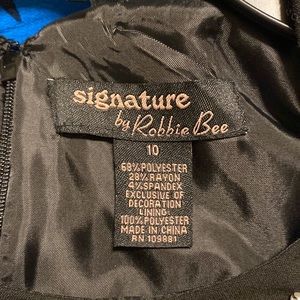 signature
by Robbie Bee
10
68%POLYESTER
28%RAYON
4%SPANDEX
EXCLUSIVE OF
DECORATION
LINING:
100%POLYESTER
MADE IN CHINA
RN 109881